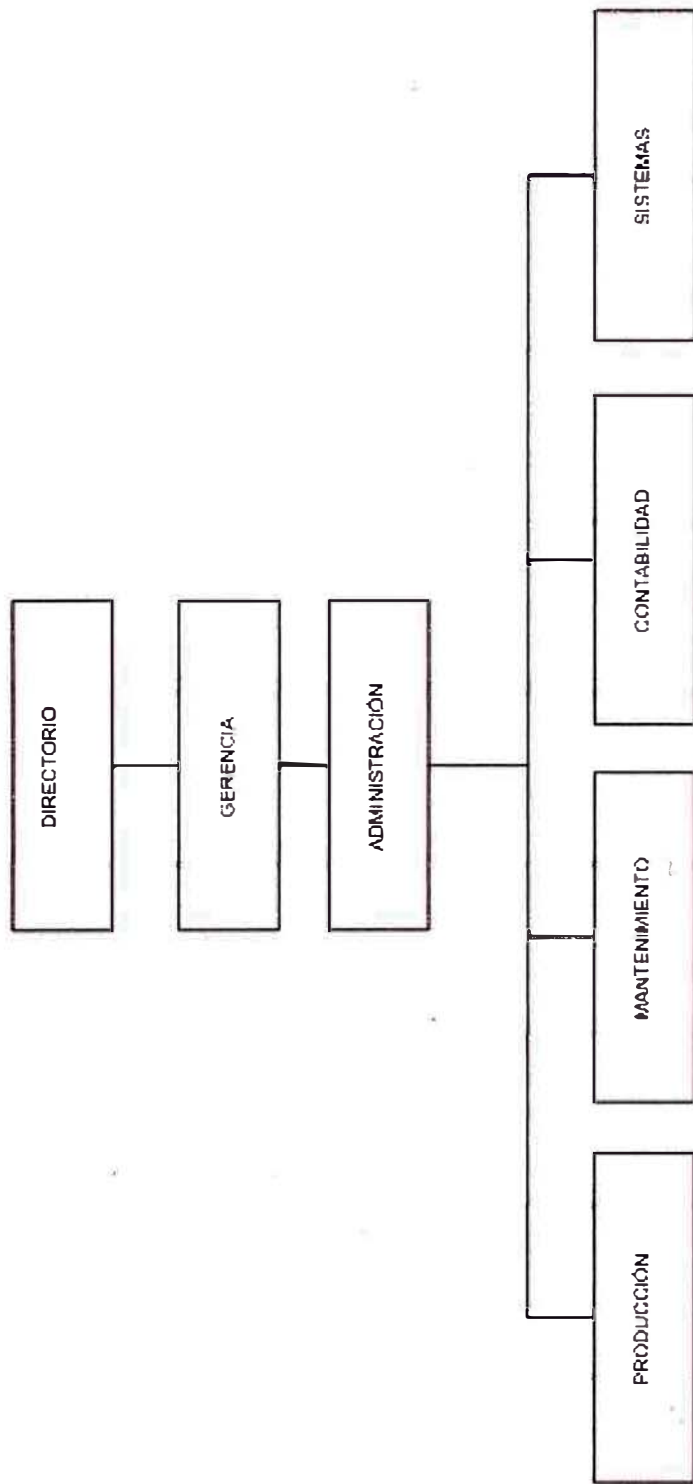 DIRECTORIO
GERENCIA
ADMINISTRACIÓN
PRODUCCIÓN
MANTENIMIENTO
CONTABILIDAD
SISTEMAS